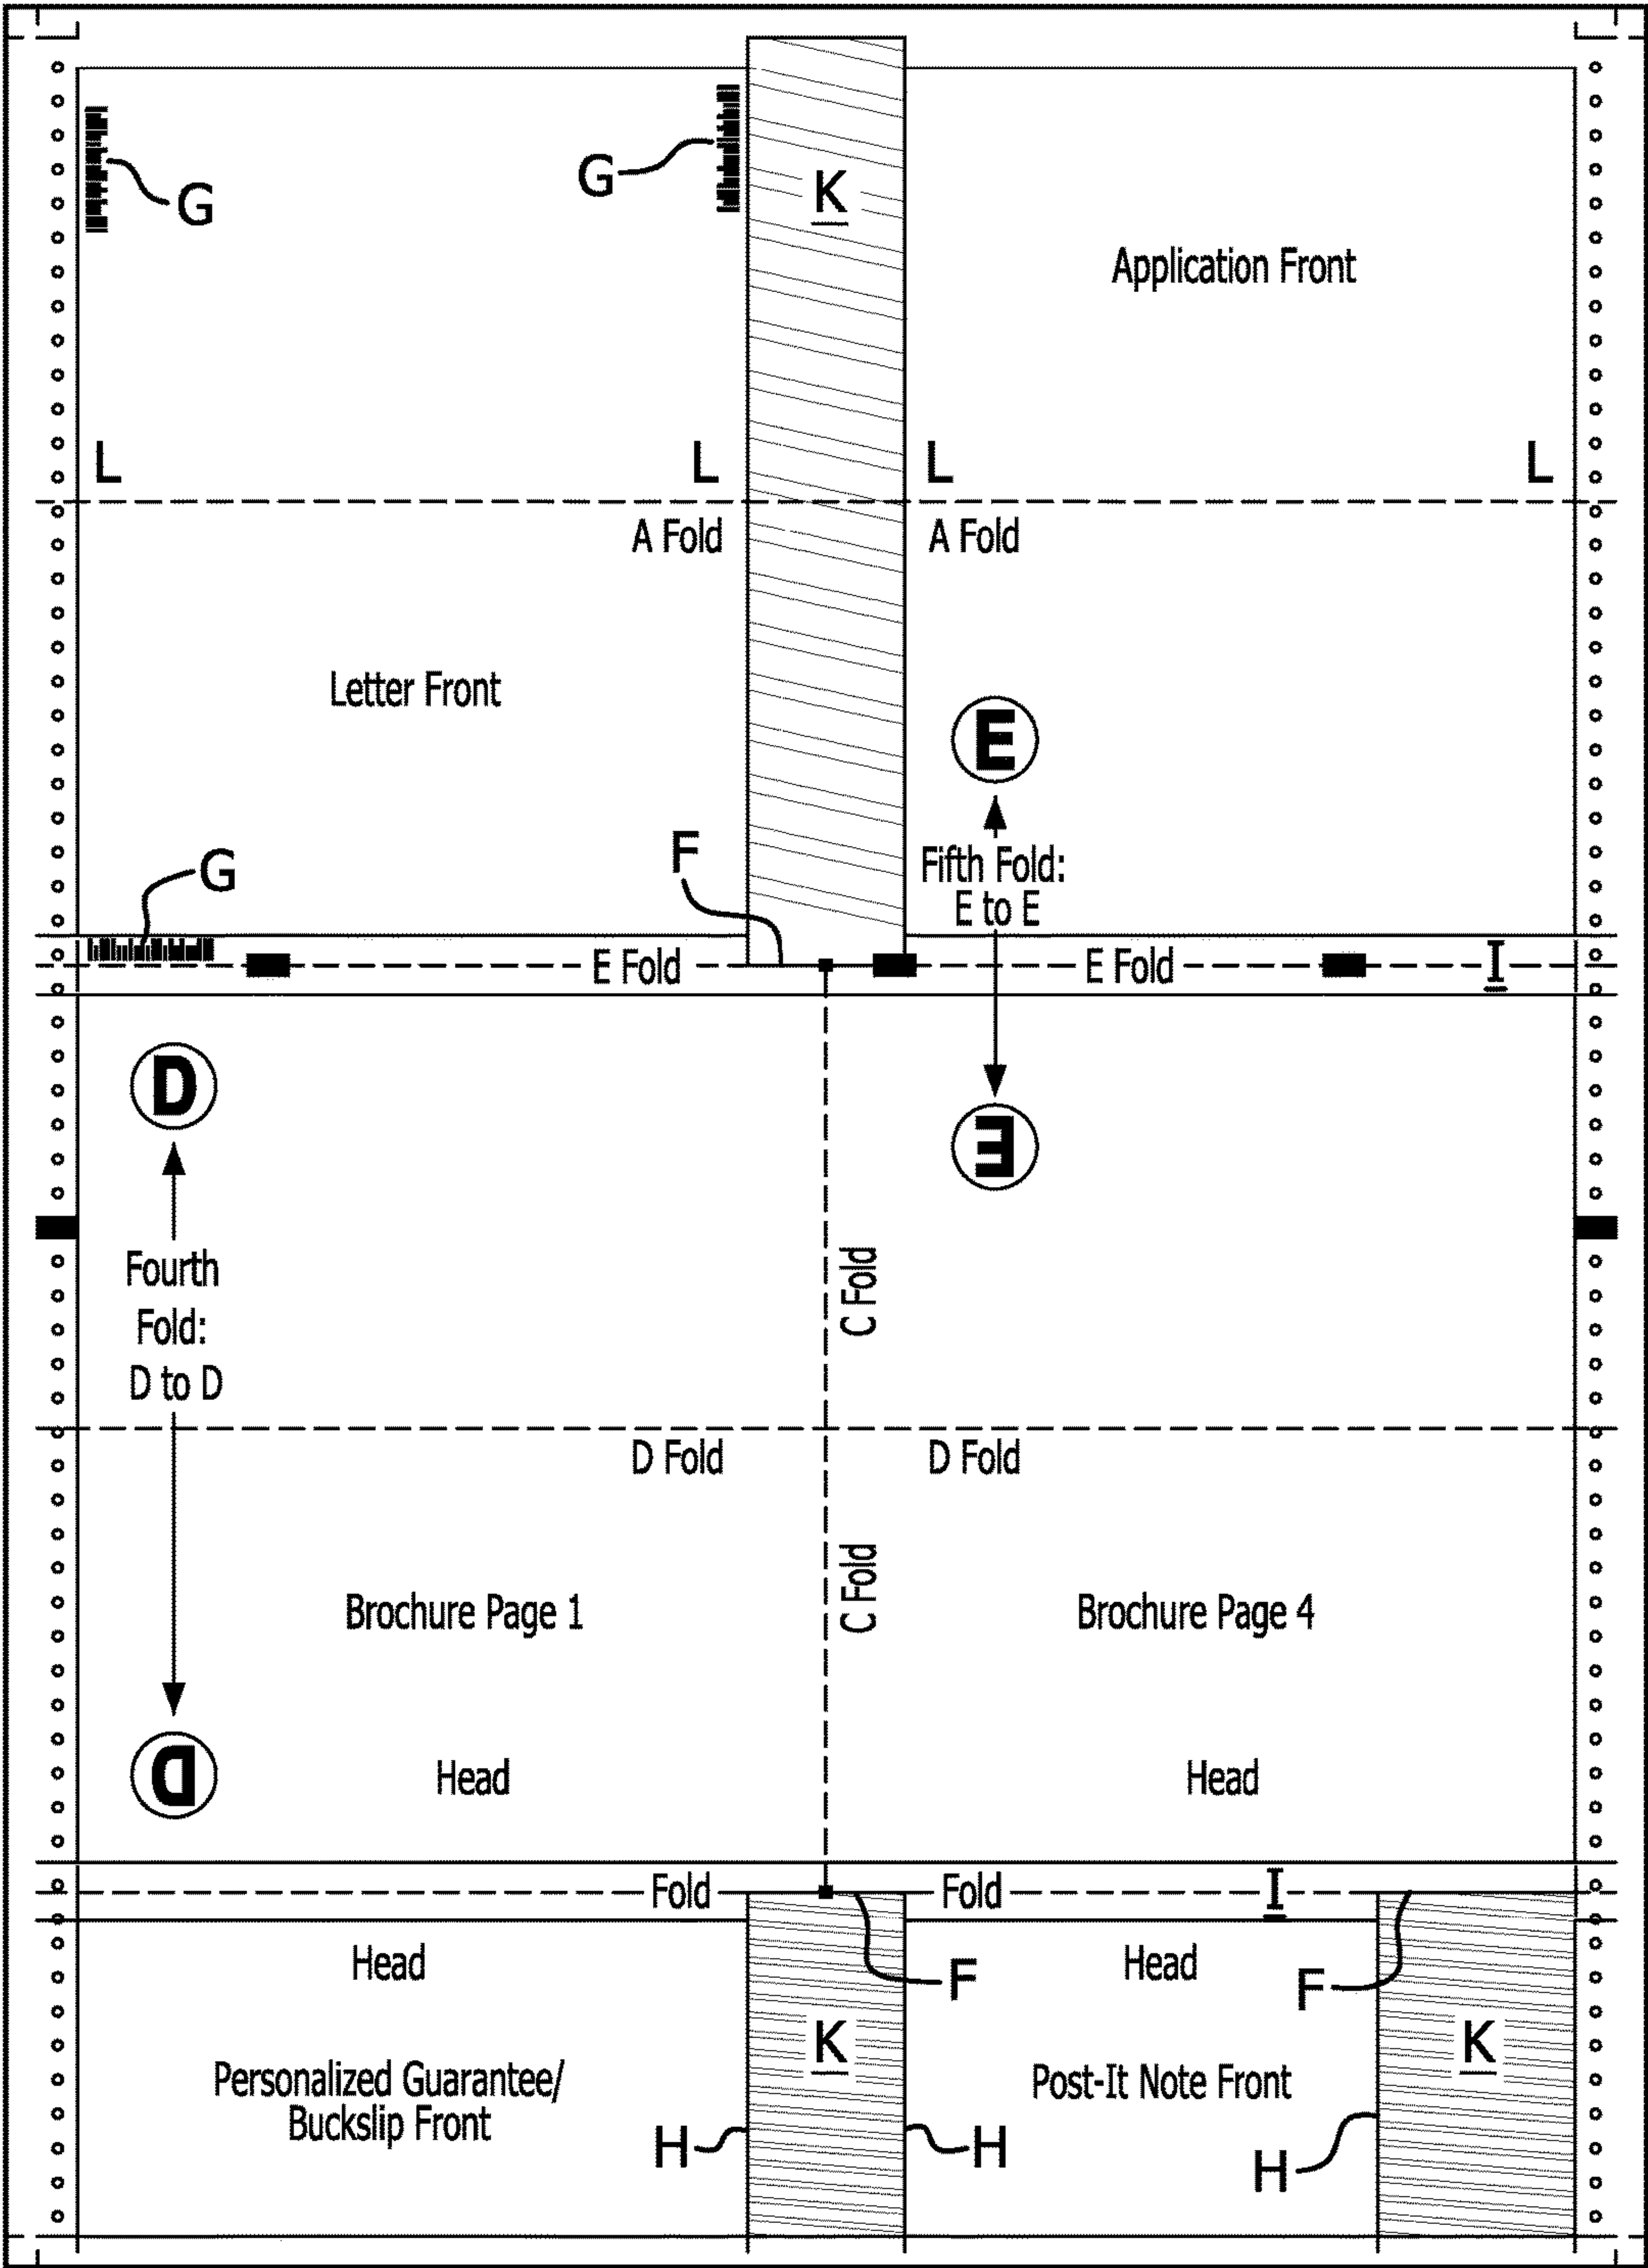 G
G
K
Application Front
L
L
L
L
A Fold
A Fold
Letter Front
E
F
Fifth Fold:
E to E
G
E Fold
E Fold
I
D
E
C Fold
Fourth
Fold:
D to D
D Fold
D Fold
C Fold
Brochure Page 1
Brochure Page 4
D
Head
Head
Fold
Fold
I
Head
Head
F
F
K
K
Personalized Guarantee/
Buckslip Front
Post-It Note Front
H
H
H